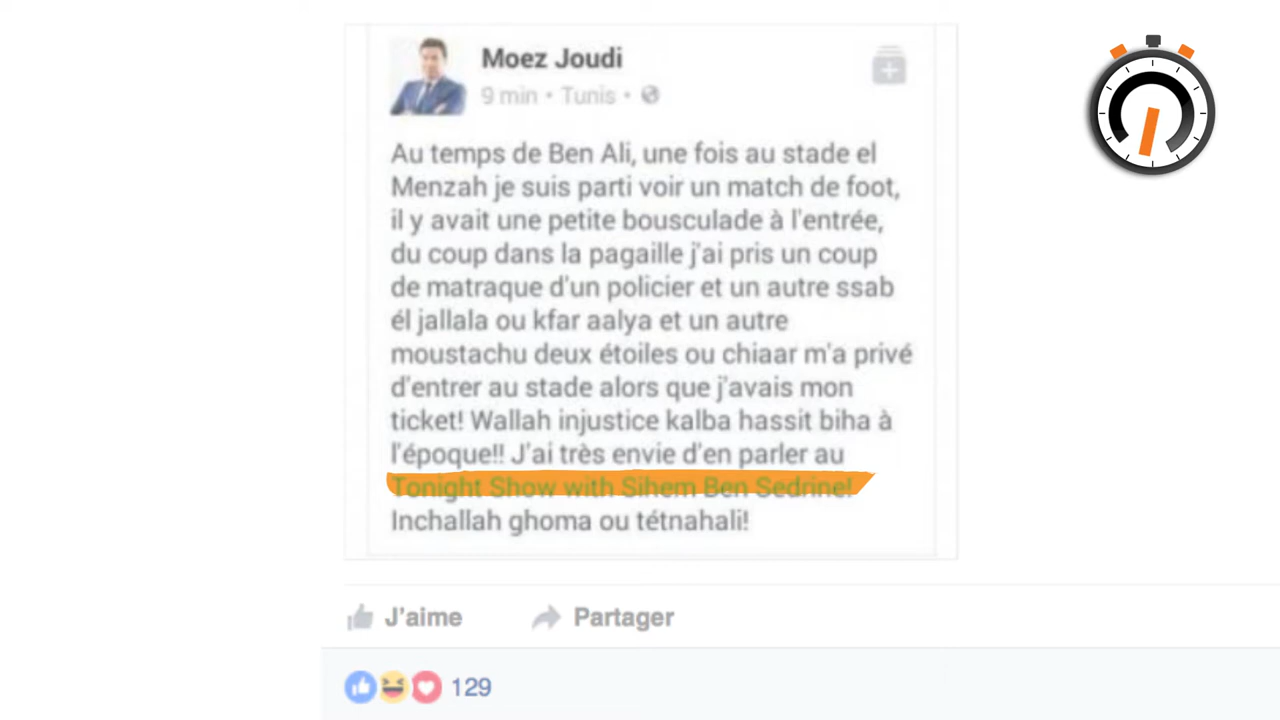 Moez Joudi
9 min • Tunis •
Au temps de Ben Ali, une fois au stade el
Menzah je suis parti voir un match de foot,
il y avait une petite bousculade à l'entrée,
du coup dans la pagaille j'ai pris un coup
de matraque d'un policier et un autre ssab
él jallala ou kfar aalya et un autre
moustachu deux étoiles ou chiaar m'a privé
d'entrer au stade alors que j'avais mon
ticket! Wallah injustice kalba hassit biha à
l'époque!! J'ai très envie d'en parler au
Tonight Show with Sihem Ben Sedrine!
Inchallah ghoma ou tétnahali!
J'aime Partager
129